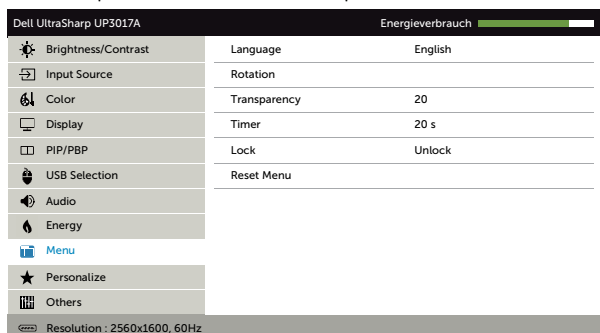 Dell UltraSharp UP3017A Energieverbrauch
Brightness/Contrast Language English
Input Source Rotation
Color Transparency 20
Display Timer 20 s
PIP/PBP Lock Unlock
USB Selection Reset Menu
Audio
Energy
Menu
Personalize
Others
Resolution : 2560x1600, 60Hz